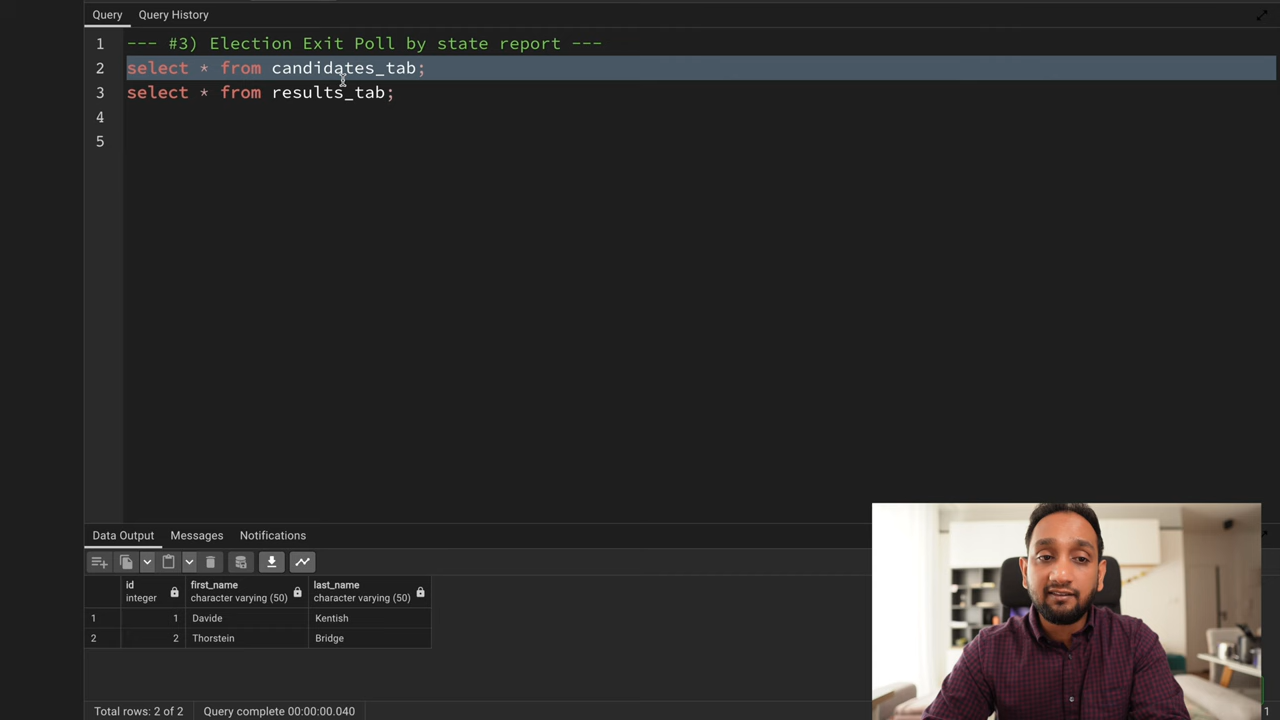 Query Query History
1 --- #3) Election Exit Poll by state report ---
2 select * from candidates_tab;
3 select * from results_tab;
4
5
Data Output Messages Notifications
id first_name last_name
integer character varying (50) character varying (50)
1 1 Davide Kentish
2 2 Thorstein Bridge
Total rows: 2 of 2 Query complete 00:00:00.040
1